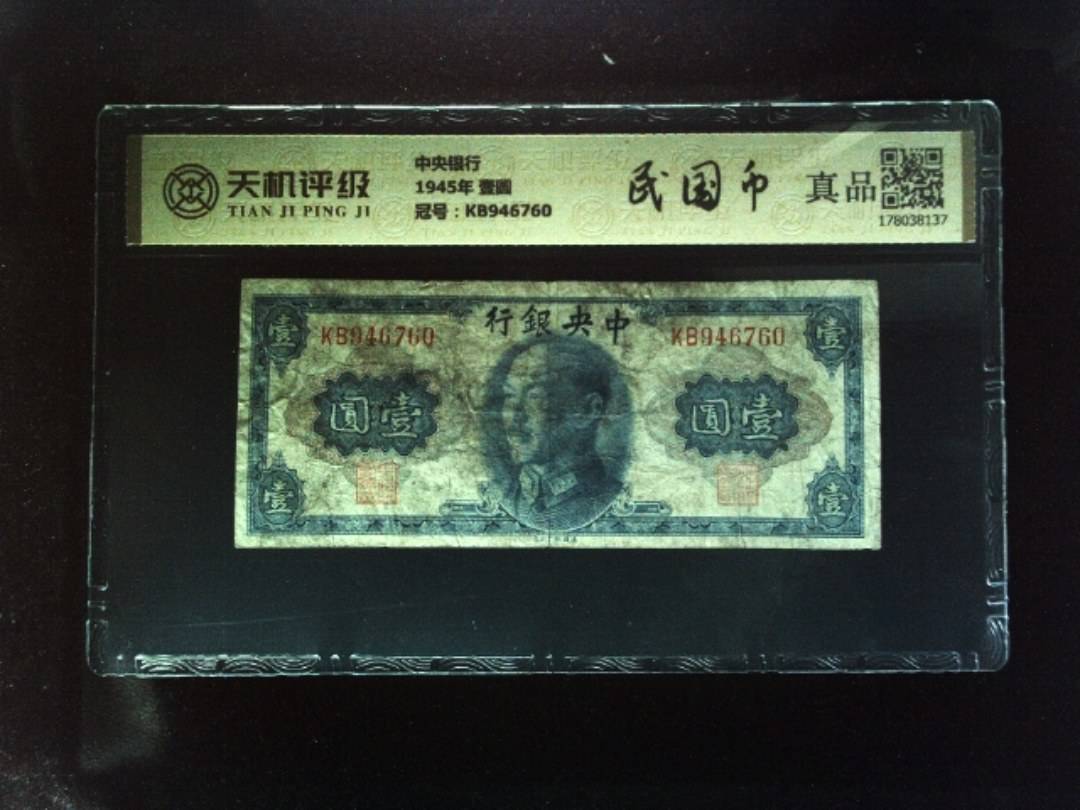 天机评级
TIAN JI PING JI
中央银行
1945年 壹圆
冠号：KB946760
民国币
真品
178038137
行銀央中
KB946760
KB946760
壹
壹
圓壹
圓壹
壹
壹